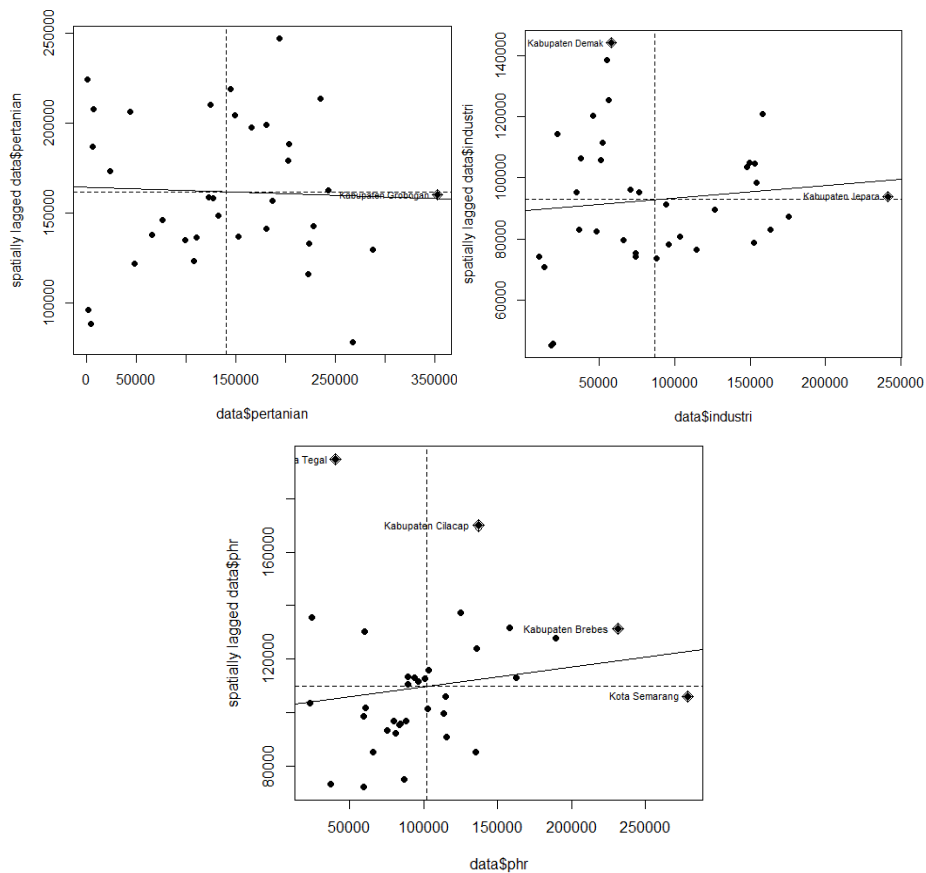 spatially lagged data$pertanian
250000
200000
150000
100000
Kabupaten Grobogan
0
50000
150000
250000
350000
data$pertanian
spatially lagged data$industri
140000
120000
100000
80000
60000
Kabupaten Demak
Kabupaten Jepara
50000
100000
150000
200000
250000
data$industri
spatially lagged data$phr
160000
120000
80000
a Tegal
Kabupaten Cilacap
Kabupaten Brebes
Kota Semarang
50000
100000
150000
200000
250000
data$phr